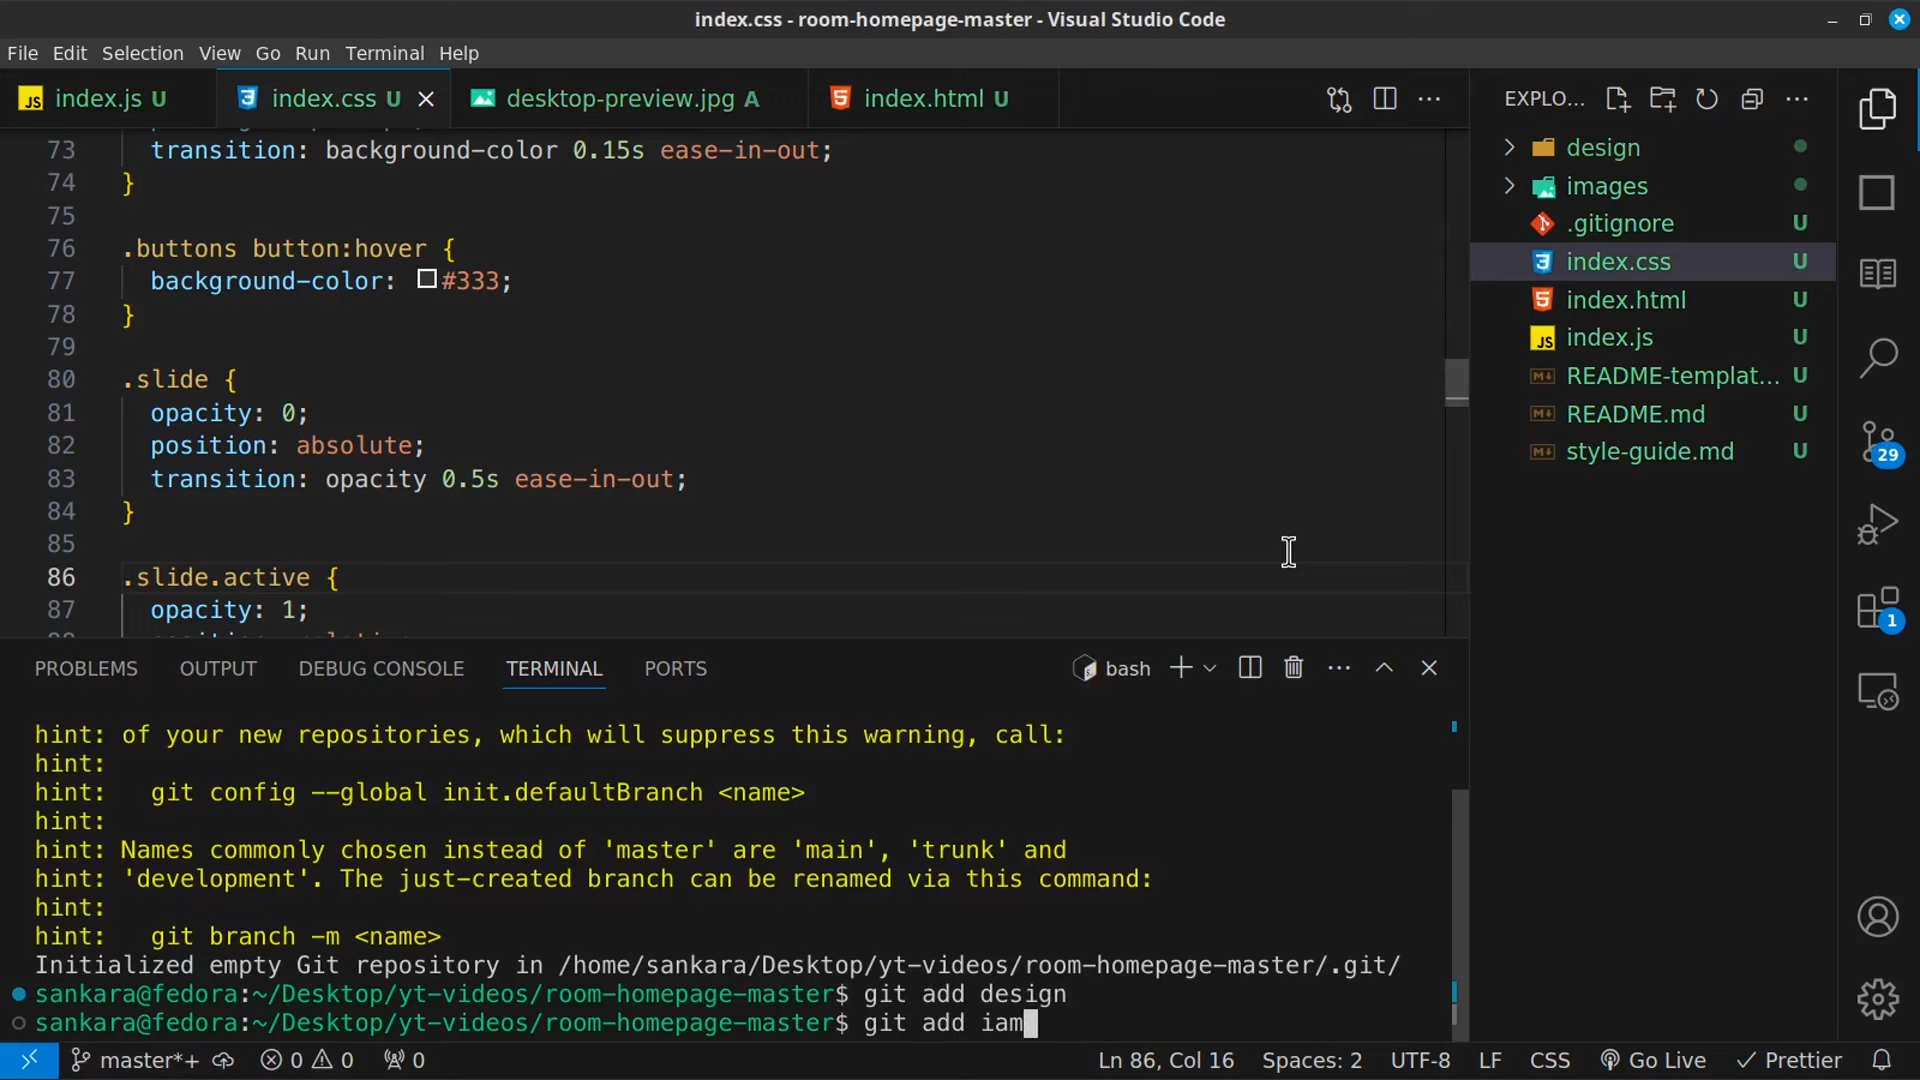 index.css - room-homepage-master - Visual Studio Code
File Edit Selection View Go Run Terminal Help
JS index.js U
index.css U
desktop-preview.jpg A
index.html U
EXPLO...
73 transition: background-color 0.15s ease-in-out;
74 }
75
76 .buttons button:hover {
77 background-color: #333;
78 }
79
80 .slide {
81 opacity: 0;
82 position: absolute;
83 transition: opacity 0.5s ease-in-out;
84 }
85
86 .slide.active {
87 opacity: 1;
design
images
.gitignore U
index.css U
index.html U
JS index.js U
README-templat... U
README.md U
style-guide.md U
29
1
PROBLEMS OUTPUT DEBUG CONSOLE TERMINAL PORTS
bash
hint: of your new repositories, which will suppress this warning, call:
hint:
hint:   git config --global init.defaultBranch <name>
hint:
hint: Names commonly chosen instead of 'master' are 'main', 'trunk' and
hint: 'development'. The just-created branch can be renamed via this command:
hint:
hint:   git branch -m <name>
Initialized empty Git repository in /home/sankara/Desktop/yt-videos/room-homepage-master/.git/
sankara@fedora:~/Desktop/yt-videos/room-homepage-master$ git add design
sankara@fedora:~/Desktop/yt-videos/room-homepage-master$ git add iam
master*+ 0 0 0 Ln 86, Col 16 Spaces: 2 UTF-8 LF CSS Go Live Prettier